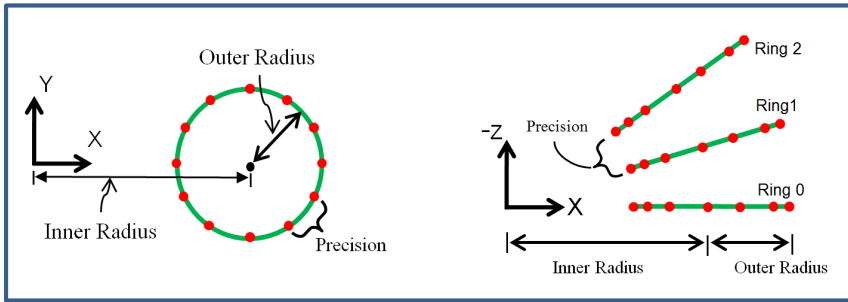 Outer Radius
Y
X
Inner Radius
Precision
Ring 2
Ring1
Precision
-Z
Ring 0
X
Inner Radius
Outer Radius